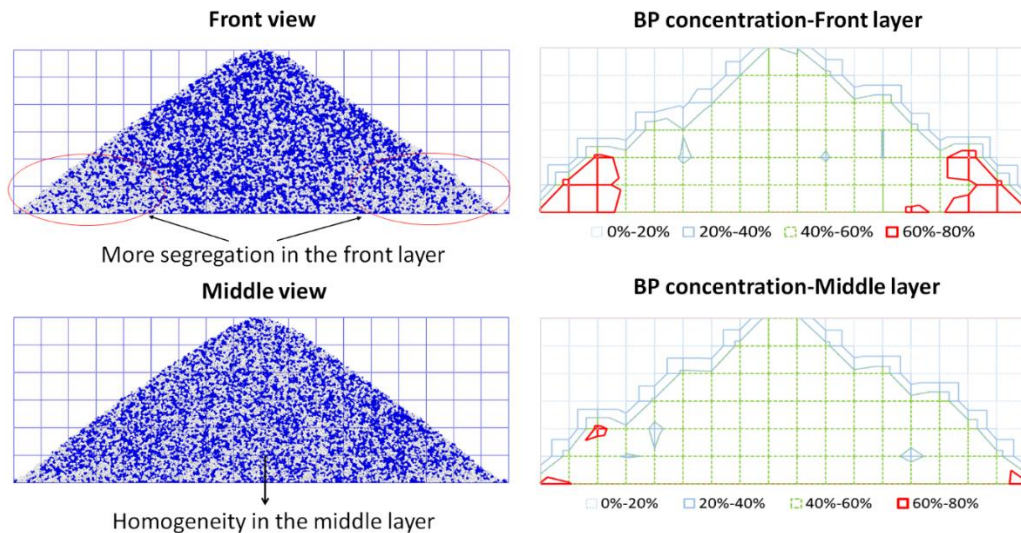 Front view
BP concentration-Front layer
0%-20% 20%-40% 40%-60% 60%-80%
More segregation in the front layer
Middle view
BP concentration-Middle layer
0%-20% 20%-40% 40%-60% 60%-80%
Homogeneity in the middle layer